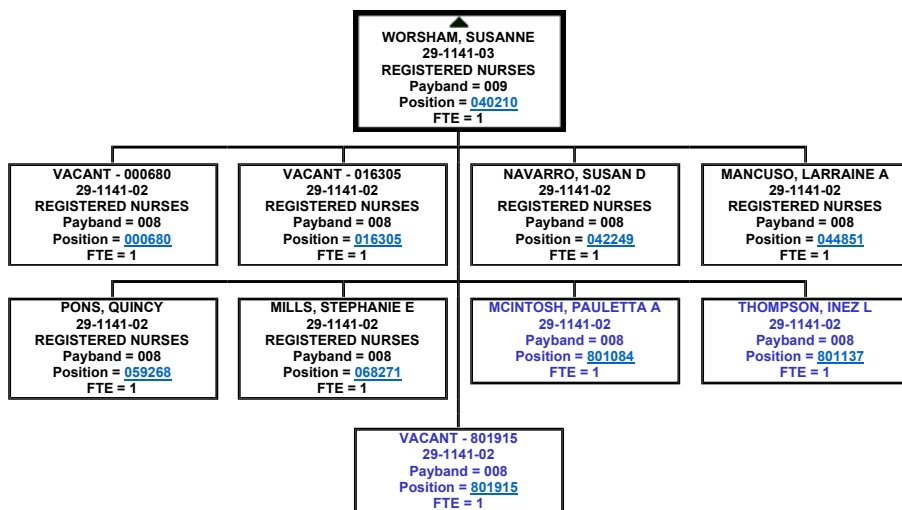 WORSHAM, SUSANNE
29-1141-03
REGISTERED NURSES
Payband = 009
Position = 040210
FTE = 1
VACANT - 000680
29-1141-02
REGISTERED NURSES
Payband = 008
Position = 000680
FTE = 1
VACANT - 016305
29-1141-02
REGISTERED NURSES
Payband = 008
Position = 016305
FTE = 1
NAVARRO, SUSAN D
29-1141-02
REGISTERED NURSES
Payband = 008
Position = 042249
FTE = 1
MANCUSO, LARRAINE A
29-1141-02
REGISTERED NURSES
Payband = 008
Position = 044851
FTE = 1
PONS, QUINCY
29-1141-02
REGISTERED NURSES
Payband = 008
Position = 059268
FTE = 1
MILLS, STEPHANIE E
29-1141-02
REGISTERED NURSES
Payband = 008
Position = 068271
FTE = 1
MCINTOSH, PAULETTA A
29-1141-02
Payband = 008
Position = 801084
FTE = 1
THOMPSON, INEZ L
29-1141-02
Payband = 008
Position = 801137
FTE = 1
VACANT - 801915
29-1141-02
Payband = 008
Position = 801915
FTE = 1